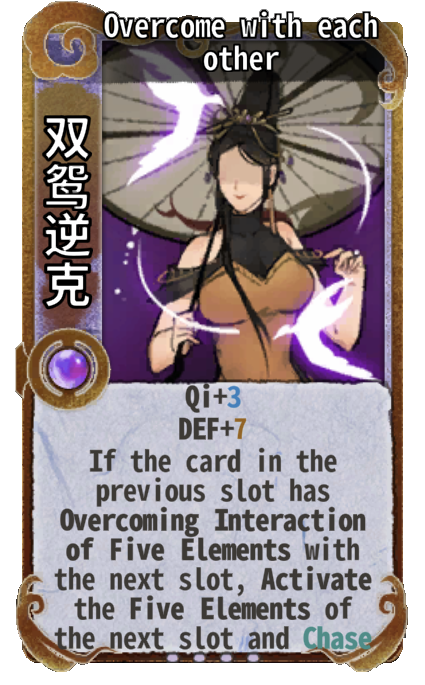 Overcome with each
other
双鸳逆克
Qi+3
DEF+7
If the card in the
previous slot has
Overcoming Interaction
of Five Elements with
the next slot, Activate
the Five Elements of
the next slot and Chase